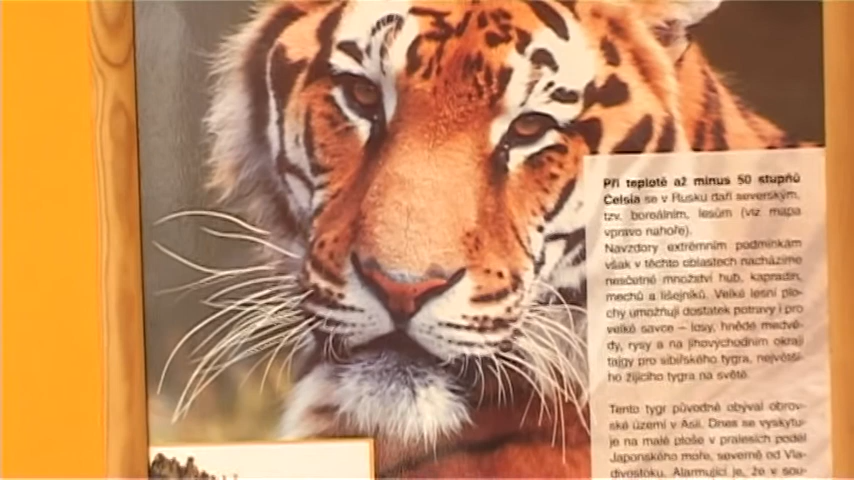 Při teplotě až minus 50 stupňů
Celsia se v Rusku daří severským,
tzv. boreálním, lesům (viz mapa
vpravo nahoře).
Navzdory extrémním podmínkám
však v těchto oblastech nacházíme
nesčetné množství hub, kapradin,
mechů a lišejníků. Velké lesní plo-
chy umožňují dostatek potravy i pro
velké savce – losy, hnědé medvě-
dy, rysy a na jihovýchodním okraji
tajgy pro sibiřského tygra, největší-
ho žijícího tygra na světě.
Tento tygr původně obýval obrov-
ské území v Asii. Dnes se vyskytu-
je na malé ploše v pralesích podél
Japonského moře, severně od Vla-
divostoku. Alarmující je, že v sou-